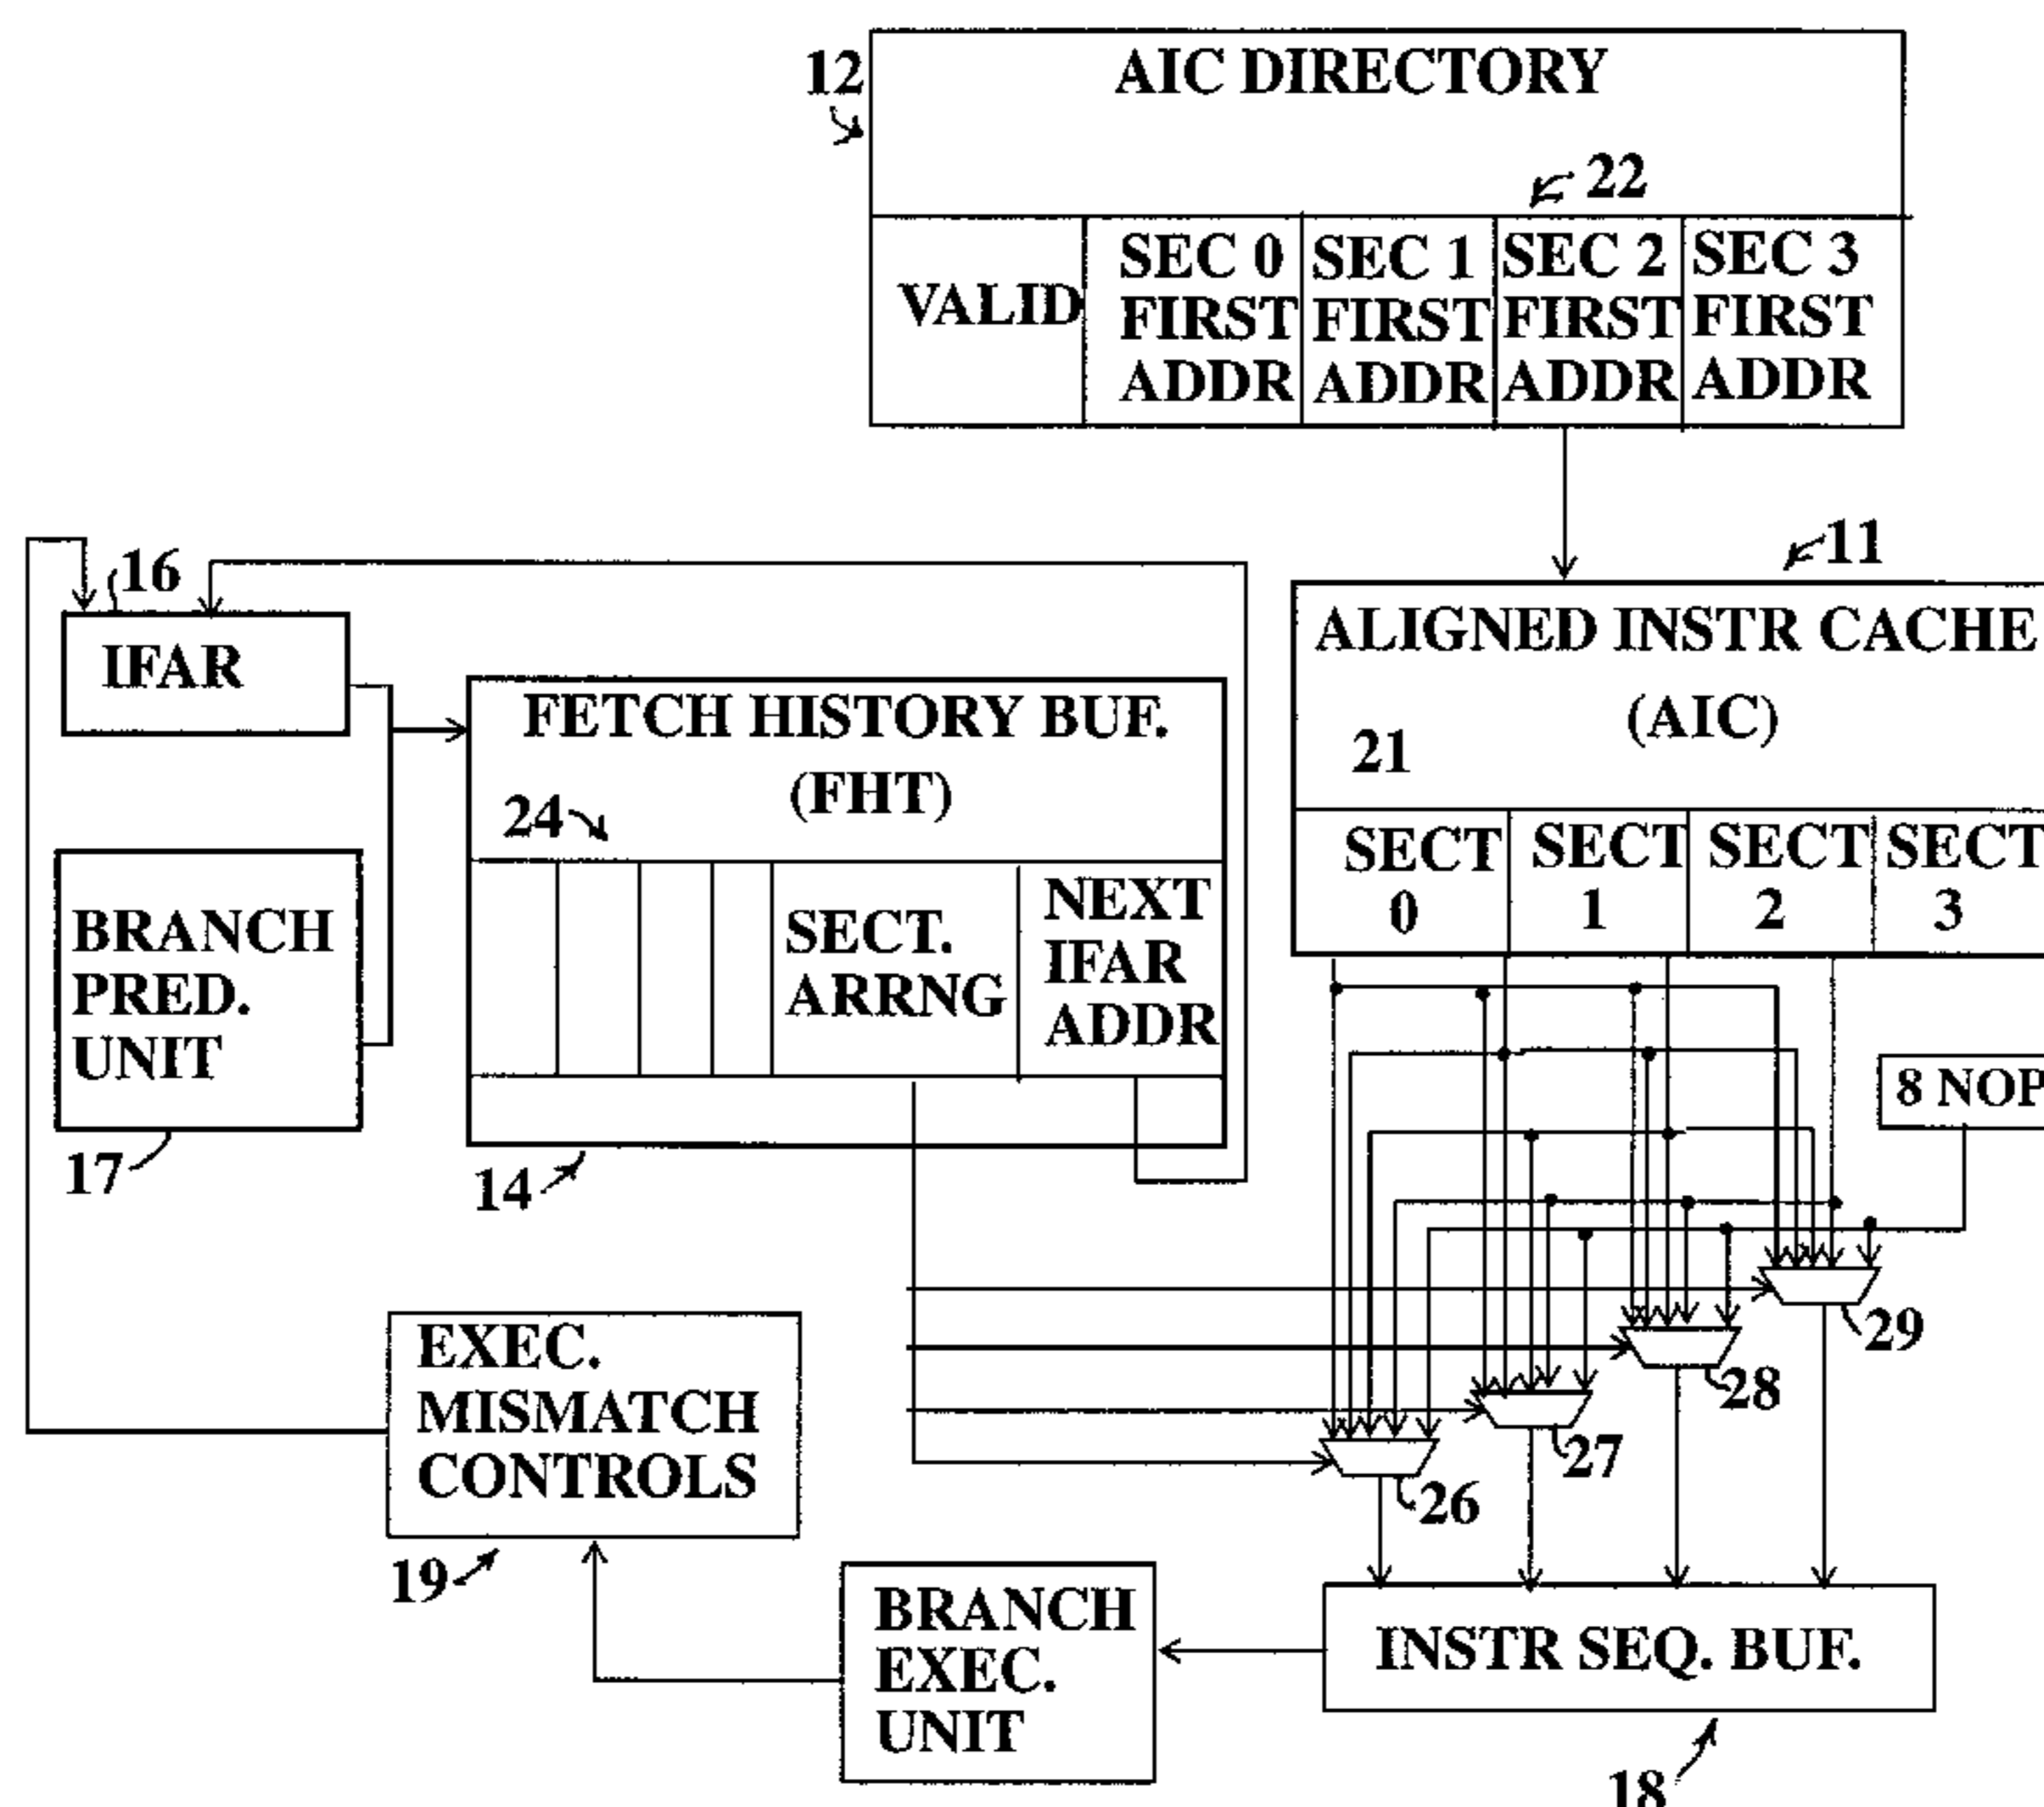 12
AIC DIRECTORY
22
VALID
SEC 0
FIRST
ADDR
SEC 1
FIRST
ADDR
SEC 2
FIRST
ADDR
SEC 3
FIRST
ADDR
16
IFAR
11
ALIGNED INSTR CACHE
(AIC)
21
SECT
0
SECT
1
SECT
2
SECT
3
FETCH HISTORY BUF.
(FHT)
24
SECT.
ARRNG
NEXT
IFAR
ADDR
14
BRANCH
PRED.
UNIT
17
8 NOP
29
28
27
26
EXEC.
MISMATCH
CONTROLS
19
BRANCH
EXEC.
UNIT
INSTR SEQ. BUF.
18